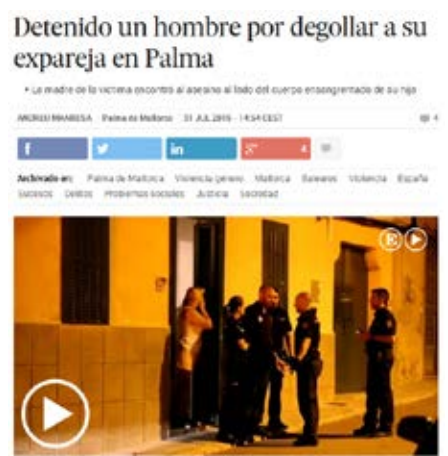 Detenido un hombre por degollar a su
expareja en Palma
• La madre de la víctima encontró al asesino al lado del cuerpo ensangrentado de su hija
ANDREU MANRESA Palma de Mallorca 31 JUL 2016 - 14:54 CEST
4
f in g+ 4
Archivado en: Palma de Mallorca Violencia género Mallorca Baleares Violencia España
Sucesos Delitos Problemas sociales Justicia Sociedad
E